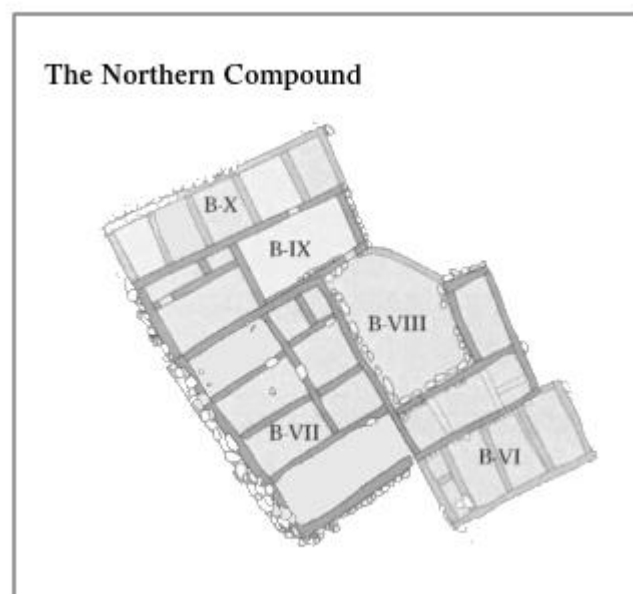 The Northern Compound
B-X
B-IX
B-VIII
B-VII
B-VI